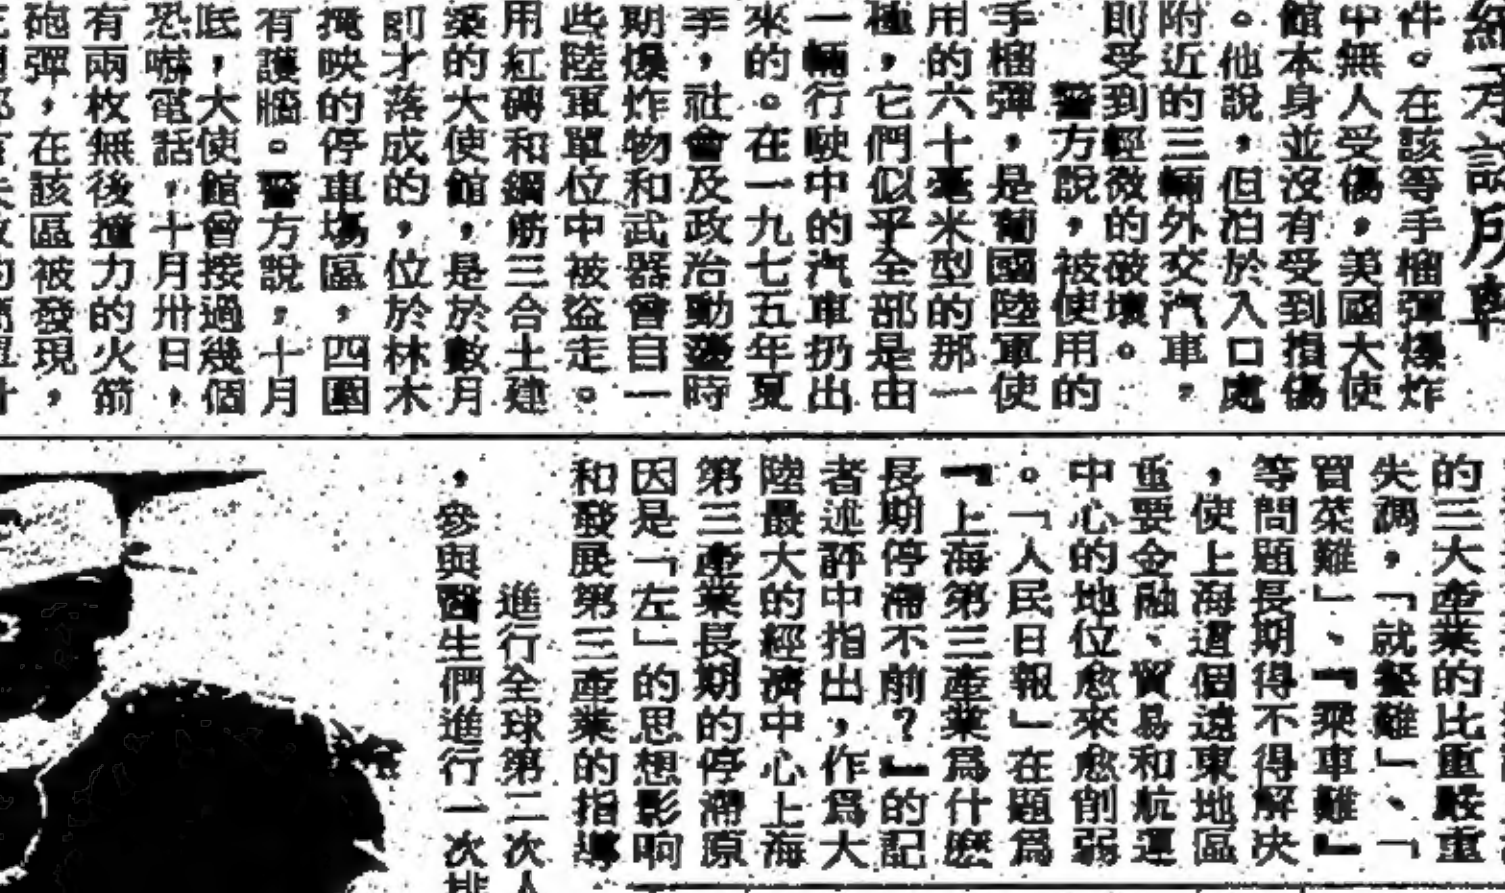 件。在該等手榴彈爆炸
中無人受傷,美國大使
館本身並沒有受到損傷
。他說,但泊於入口處
附近的三輛外交汽車,
則受到輕微的破壞。
警方說,被使用的
手榴彈,是葡國陸軍使
用的六十毫米型的那一
種,它們似乎全部是由
一輛行駛中的汽車扔出
來的。在一九七五年夏
季,社會及政治動盪時
期爆炸物和武器曾自一
些陸軍單位中被盜走。
用紅磚和鋼筋三合土建
築的大使館,是於數月
前才落成的,位於林木
掩映的停車場區,四圍
有護牆。警方說,十月
底,大使館曾接過幾個
恐嚇電話,十月卅日,
有兩枚無後撞力的火箭
砲彈,在該區被發現,
的三大產業的比重嚴重
失調,「就餐難」、「
買菜難」、「乘車難」
等問題長期得不得解決
,使上海這個遠東地區
重要金融、貿易和航運
中心的地位愈來愈削弱
。「人民日報」在題為
「上海第三產業為什麼
長期停滯不前?」的記
者述評中指出,作為大
陸最大的經濟中心上海
第三產業長期的停滯原
因是「左」的思想影响
和發展第三產業的指導
進行全球第二次人
,參與醫生們進行一次排